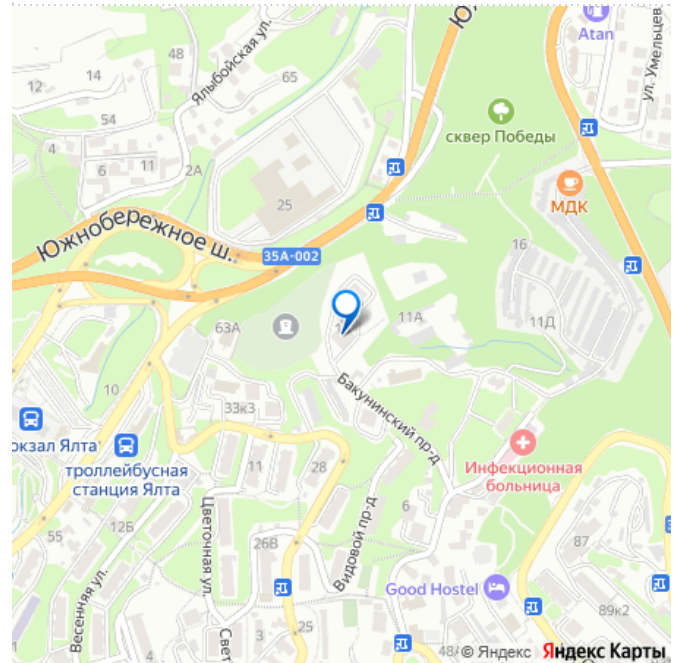 48
Ялыбойская ул.
Atan
ул. Умельцев
12
14
65
54
4
11
6
2А
сквер Победы
25
МДК
Южнобережное ш.
35А-002
16
63А
11А
11Д
10
Бакунинский пр-д
33к3
окзал Ялта
троллейбусная
станция Ялта
11
28
Инфекционная
больница
55
12Б
Цветочная ул.
Видовой пр-д
6
26В
87
Весенняя ул.
Good Hostel
89к2
3
25
48А
© Яндекс
Яндекс Карты